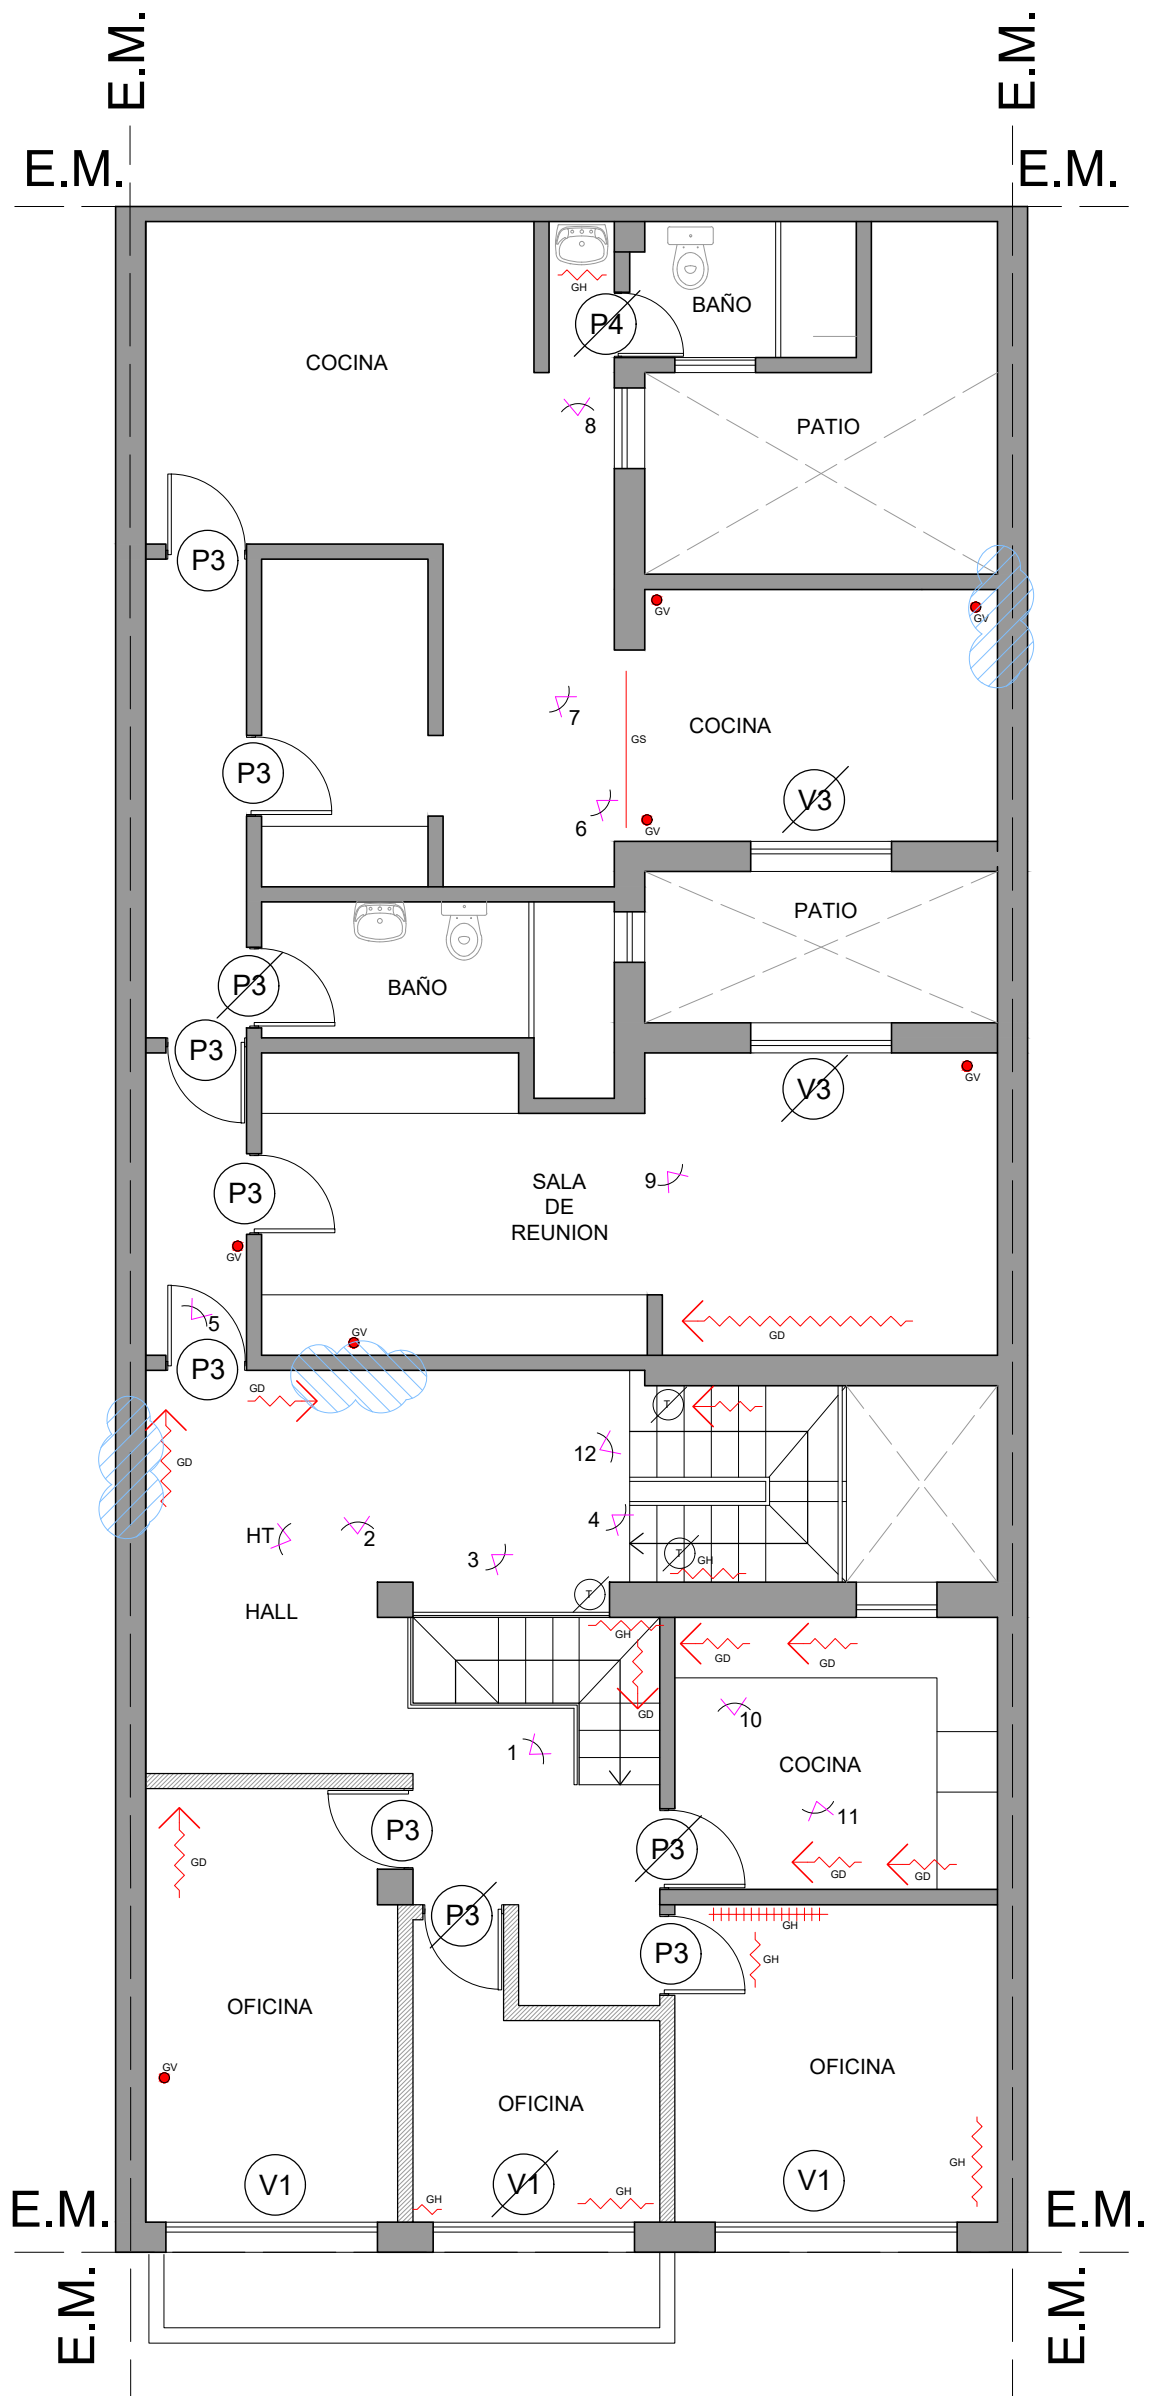 E.M.
E.M.
E.M.
E.M.
GH
P4
BAÑO
COCINA
8
PATIO
P3
GV
GV
7
COCINA
GS
P3
V3
6
GV
PATIO
P3
BAÑO
P3
GV
V3
9
SALA
DE
REUNION
P3
GV
5
GV
GD
P3
GD
T
12
GD
4
HT
2
3
T
GH
T
HALL
GH
GD
GD
GD
10
1
COCINA
11
P3
P3
GD
GD
GD
P3
GH
P3
GH
OFICINA
GV
OFICINA
OFICINA
GH
V1
V1
V1
GH
GH
E.M.
E.M.
E.M.
E.M.